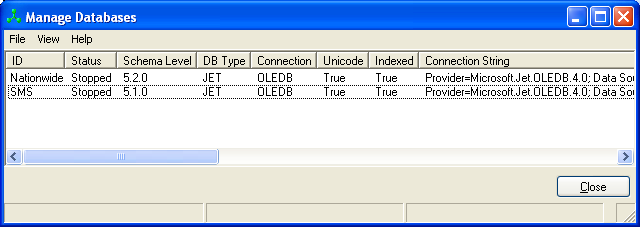 Manage Databases
File View Help
ID Status Schema Level DB Type Connection Unicode Indexed Connection String
Nationwide Stopped 5.2.0 JET OLEDB True True Provider=Microsoft.Jet.OLEDB.4.0; Data Sou
SMS Stopped 5.1.0 JET OLEDB True True Provider=Microsoft.Jet.OLEDB.4.0; Data Sou
Close